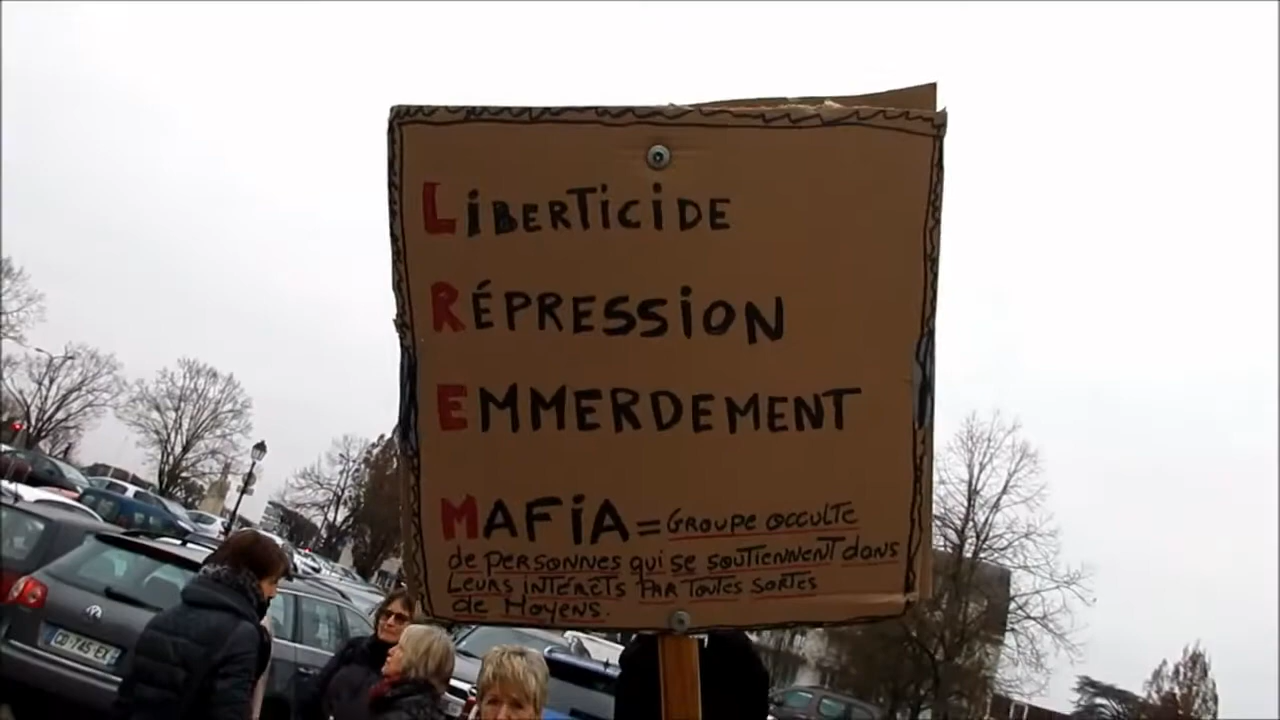 LIBERTICIDE
RÉPRESSION
EMMERDEMENT
MAFIA = GROUPE OCCULTE
de PERSONNES qui SE SOUTIENNENT dans
LEURS INTÉRÊTS PAR TOUTES SORTES
de MOYENS.